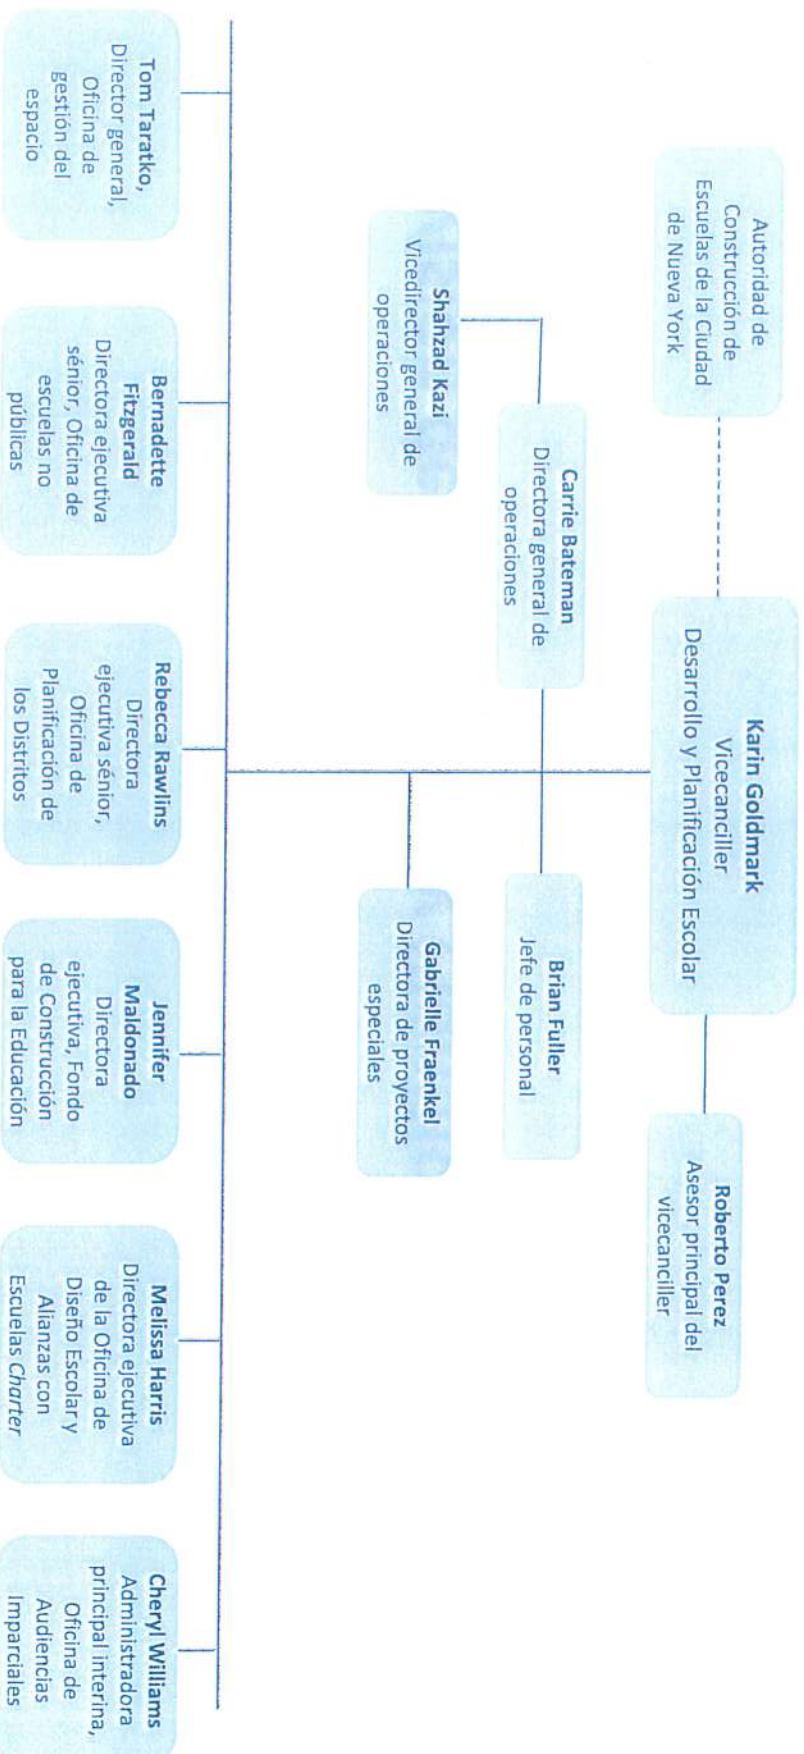 Autoridad de
Construcción de
Escuelas de la Ciudad
de Nueva York
Karin Goldmark
Vicecanciller
Desarrollo y Planificación Escolar
Roberto Perez
Asesor principal del
vicecanciller
Carrie Bateman
Directora general de
operaciones
Brian Fuller
Jefe de personal
Shahzad Kazi
Vicedirector general de
operaciones
Gabrielle Fraenkel
Directora de proyectos
especiales
Tom Taratko,
Director general,
Oficina de
gestión del
espacio
Bernadette
Fitzgerald
Directora ejecutiva
sénior, Oficina de
escuelas no
públicas
Rebecca Rawlins
Directora
ejecutiva sénior,
Oficina de
Planificación de
los Distritos
Jennifer
Maldonado
Directora
ejecutiva, Fondo
de Construcción
para la Educación
Melissa Harris
Directora ejecutiva
de la Oficina de
Diseño Escolar y
Alianzas con
Escuelas Charter
Cheryl Williams
Administradora
principal interina,
Oficina de
Audiencias
Imparciales